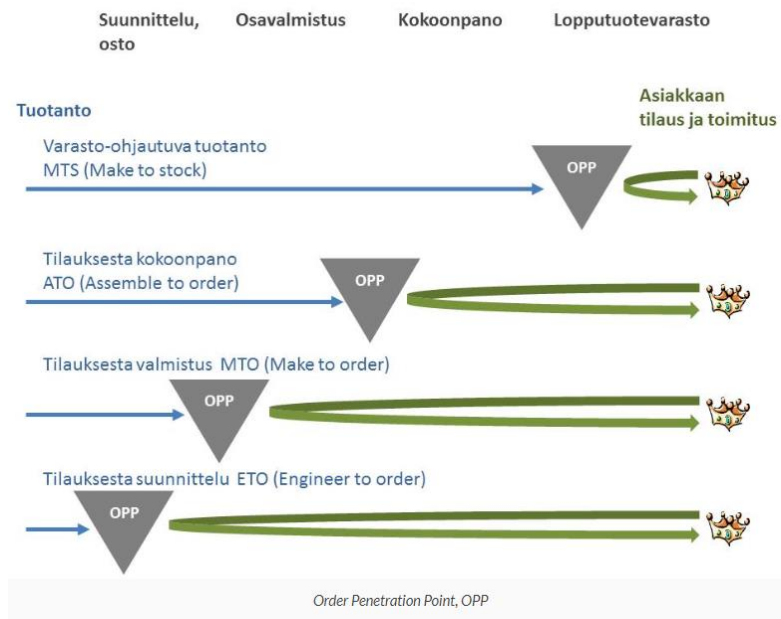 Suunnittelu, osto
Osavalmistus
Kokoonpano
Lopputuotevarasto
Asiakkaan
tilaus ja toimitus
Tuotanto
Varasto-ohjautuva tuotanto
MTS (Make to stock)
OPP
Tilauksesta kokoonpano
ATO (Assemble to order)
OPP
Tilauksesta valmistus MTO (Make to order)
OPP
Tilauksesta suunnittelu ETO (Engineer to order)
OPP
Order Penetration Point, OPP